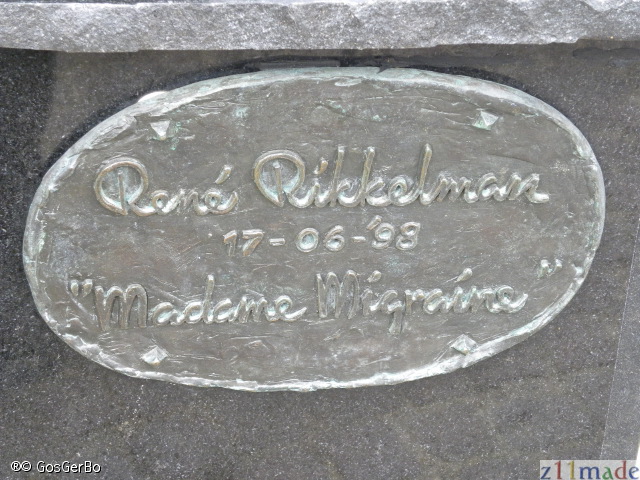 René Rikkelman
17-06-'98
"Madame Migraine"
®© GosGerBo
z11made